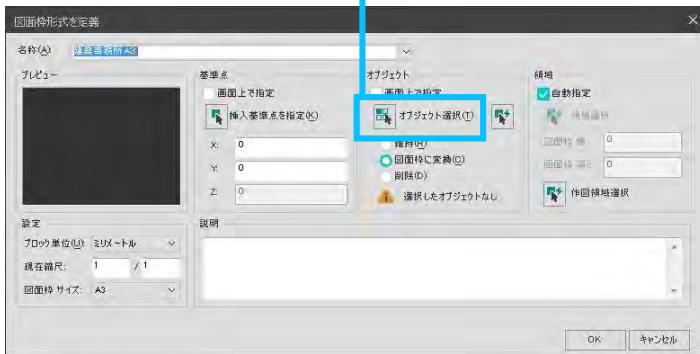 図面枠形式を定義
名称(A) 建築事務所A3
プレビュー
基準点
画面上で指定
挿入基準点を指定(K)
X: 0
Y: 0
Z: 0
オブジェクト
画面上で指定
オブジェクト選択(T)
維持(R)
図面枠に変換(C)
削除(D)
選択したオブジェクトなし
領域
自動指定
領域選択
図面枠 幅: 0
図面枠 高さ: 0
作図領域選択
設定
ブロック単位(U): ミリメートル
現在縮尺: 1 / 1
図面枠 サイズ: A3
説明
OK
キャンセル